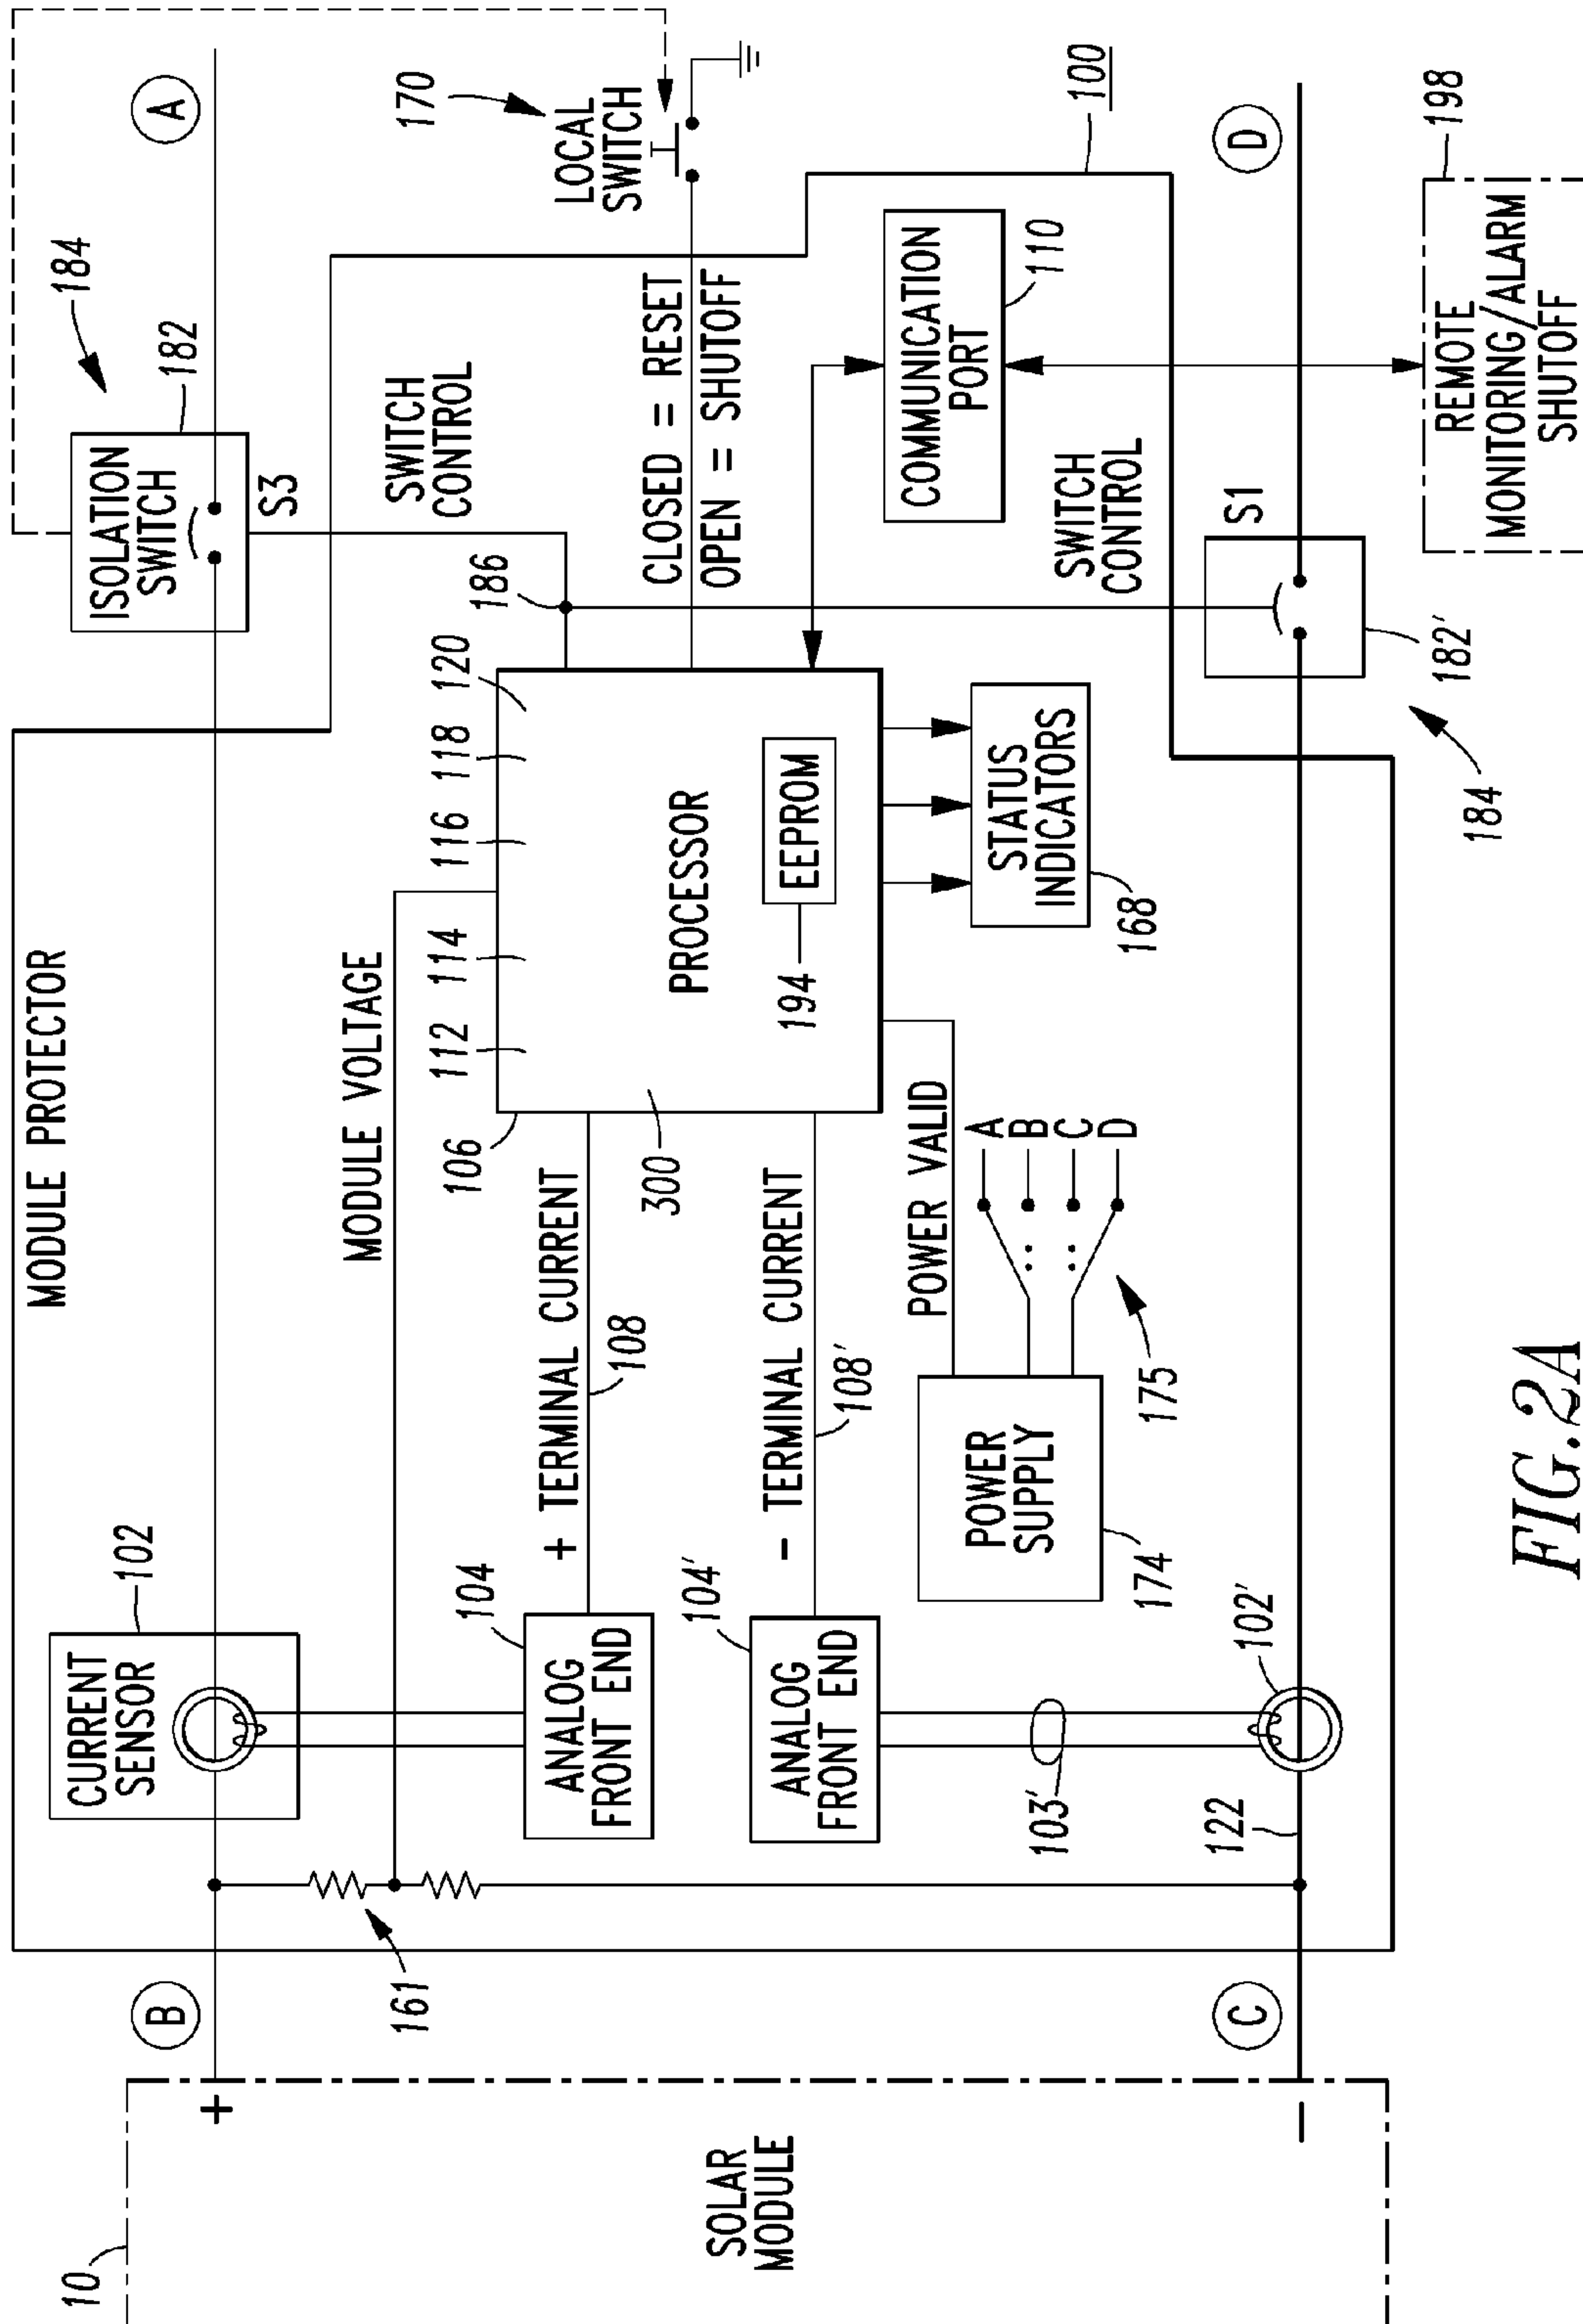 10
SOLAR
MODULE
+
−
B
C
161
122
MODULE PROTECTOR
CURRENT
SENSOR
102
MODULE VOLTAGE
104
ANALOG
FRONT END
104'
ANALOG
FRONT END
103'
102'
+ TERMINAL CURRENT
108
− TERMINAL CURRENT
108'
POWER VALID
POWER
SUPPLY
174
175
A
B
C
D
106
300
112
114
116
118
120
PROCESSOR
EEPROM
194
STATUS
INDICATORS
168
184
182
ISOLATION
SWITCH
S3
SWITCH
CONTROL
186
CLOSED = RESET
OPEN = SHUTOFF
A
170
LOCAL
SWITCH
100
COMMUNICATION
PORT
110
SWITCH
CONTROL
S1
182'
184
D
198
REMOTE
MONITORING/ALARM
SHUTOFF
FIG.2A